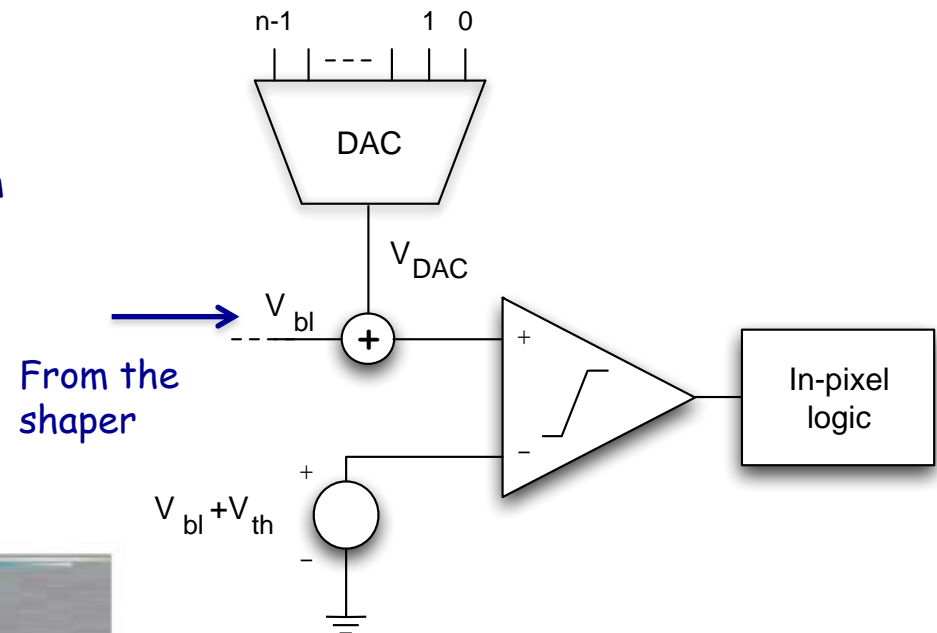 n-1 1 0
DAC
V DAC
V bl
+
From the
shaper
+
−
In-pixel
logic
+
V bl +V th
−